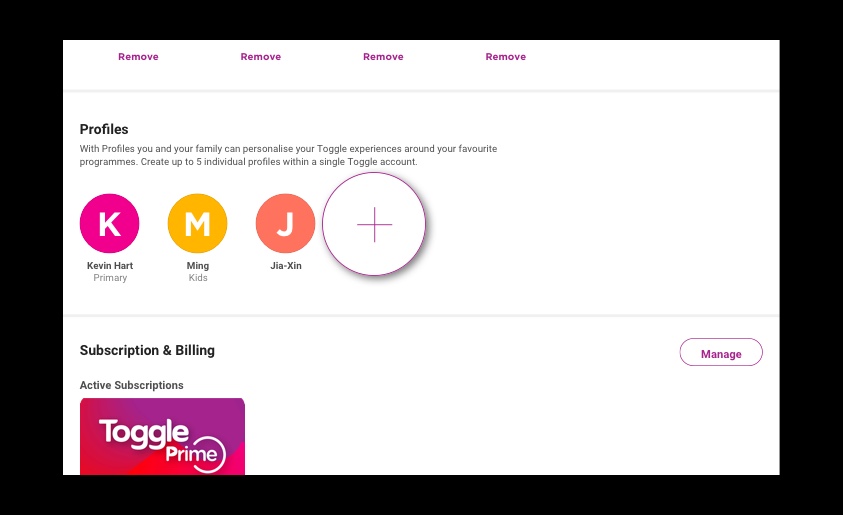 Remove Remove Remove Remove
Profiles
With Profiles you and your family can personalise your Toggle experiences around your favourite
programmes. Create up to 5 individual profiles within a single Toggle account.
K M J
Kevin Hart Ming Jia-Xin
Primary Kids
Subscription & Billing
Manage
Active Subscriptions
Toggle
Prime